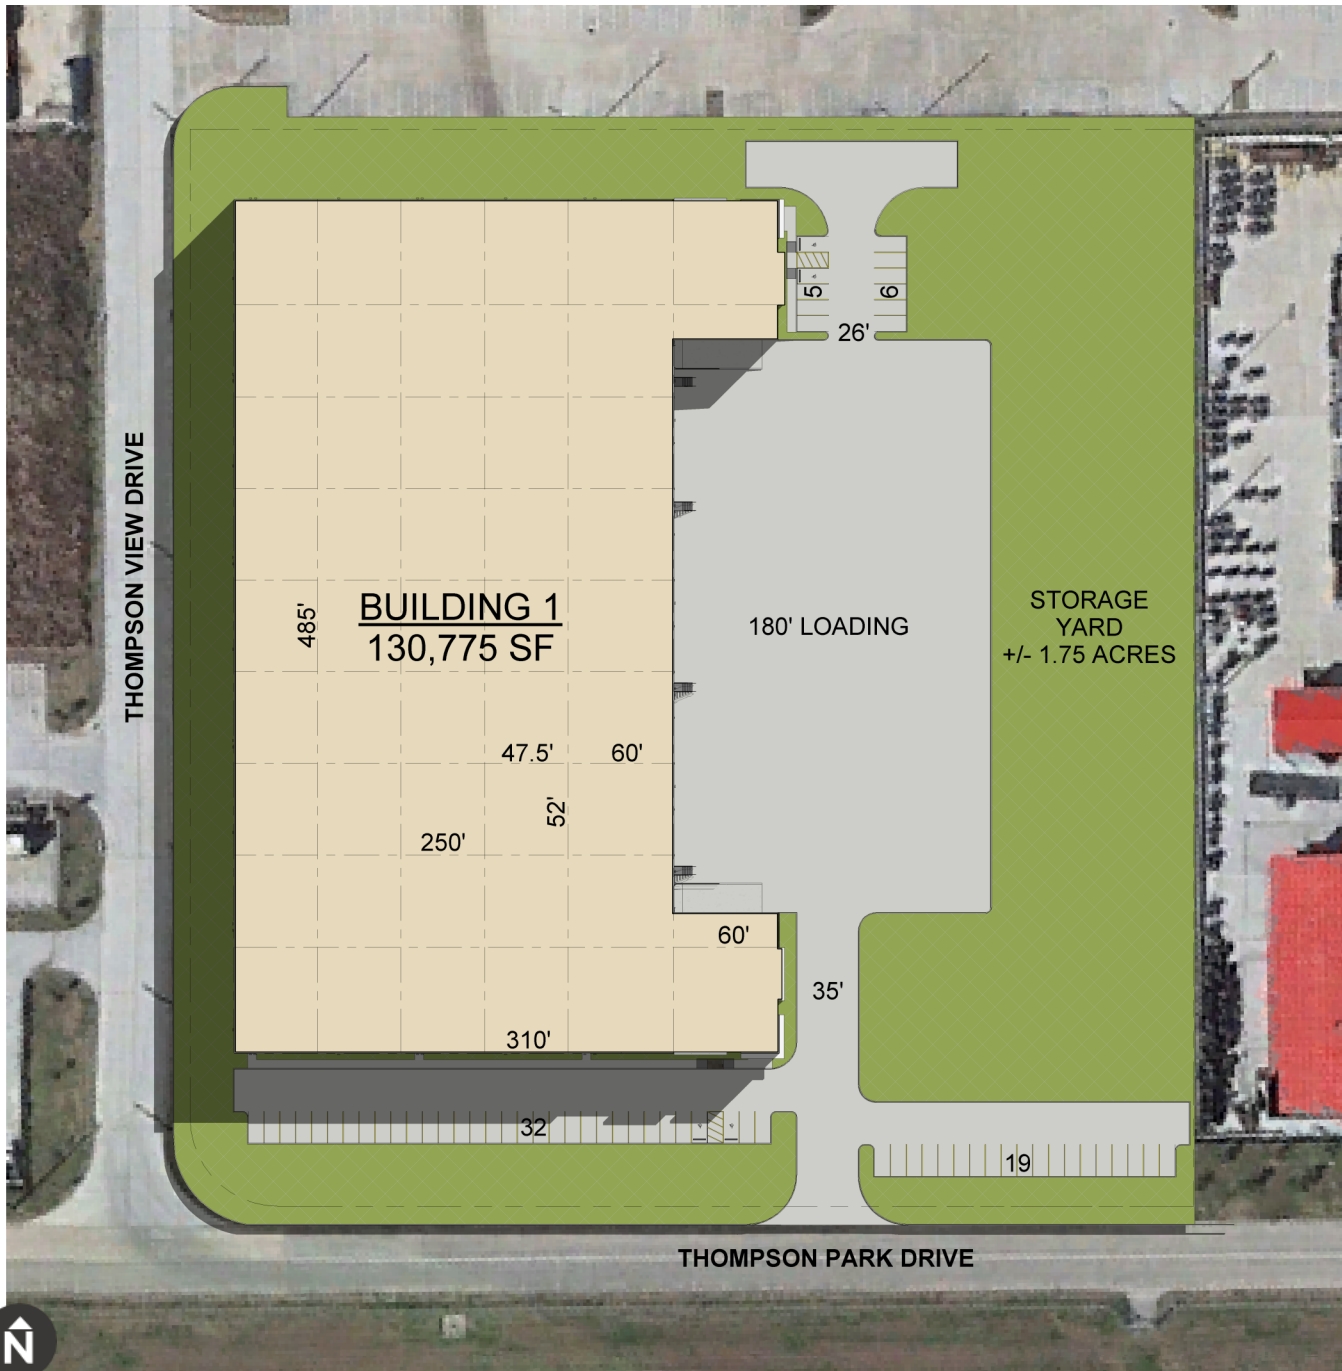 5
6
26'
THOMPSON VIEW DRIVE
485'
BUILDING 1
130,775 SF
180' LOADING
STORAGE
YARD
+/- 1.75 ACRES
47.5'
60'
52'
250'
60'
35'
310'
32
19
THOMPSON PARK DRIVE
N